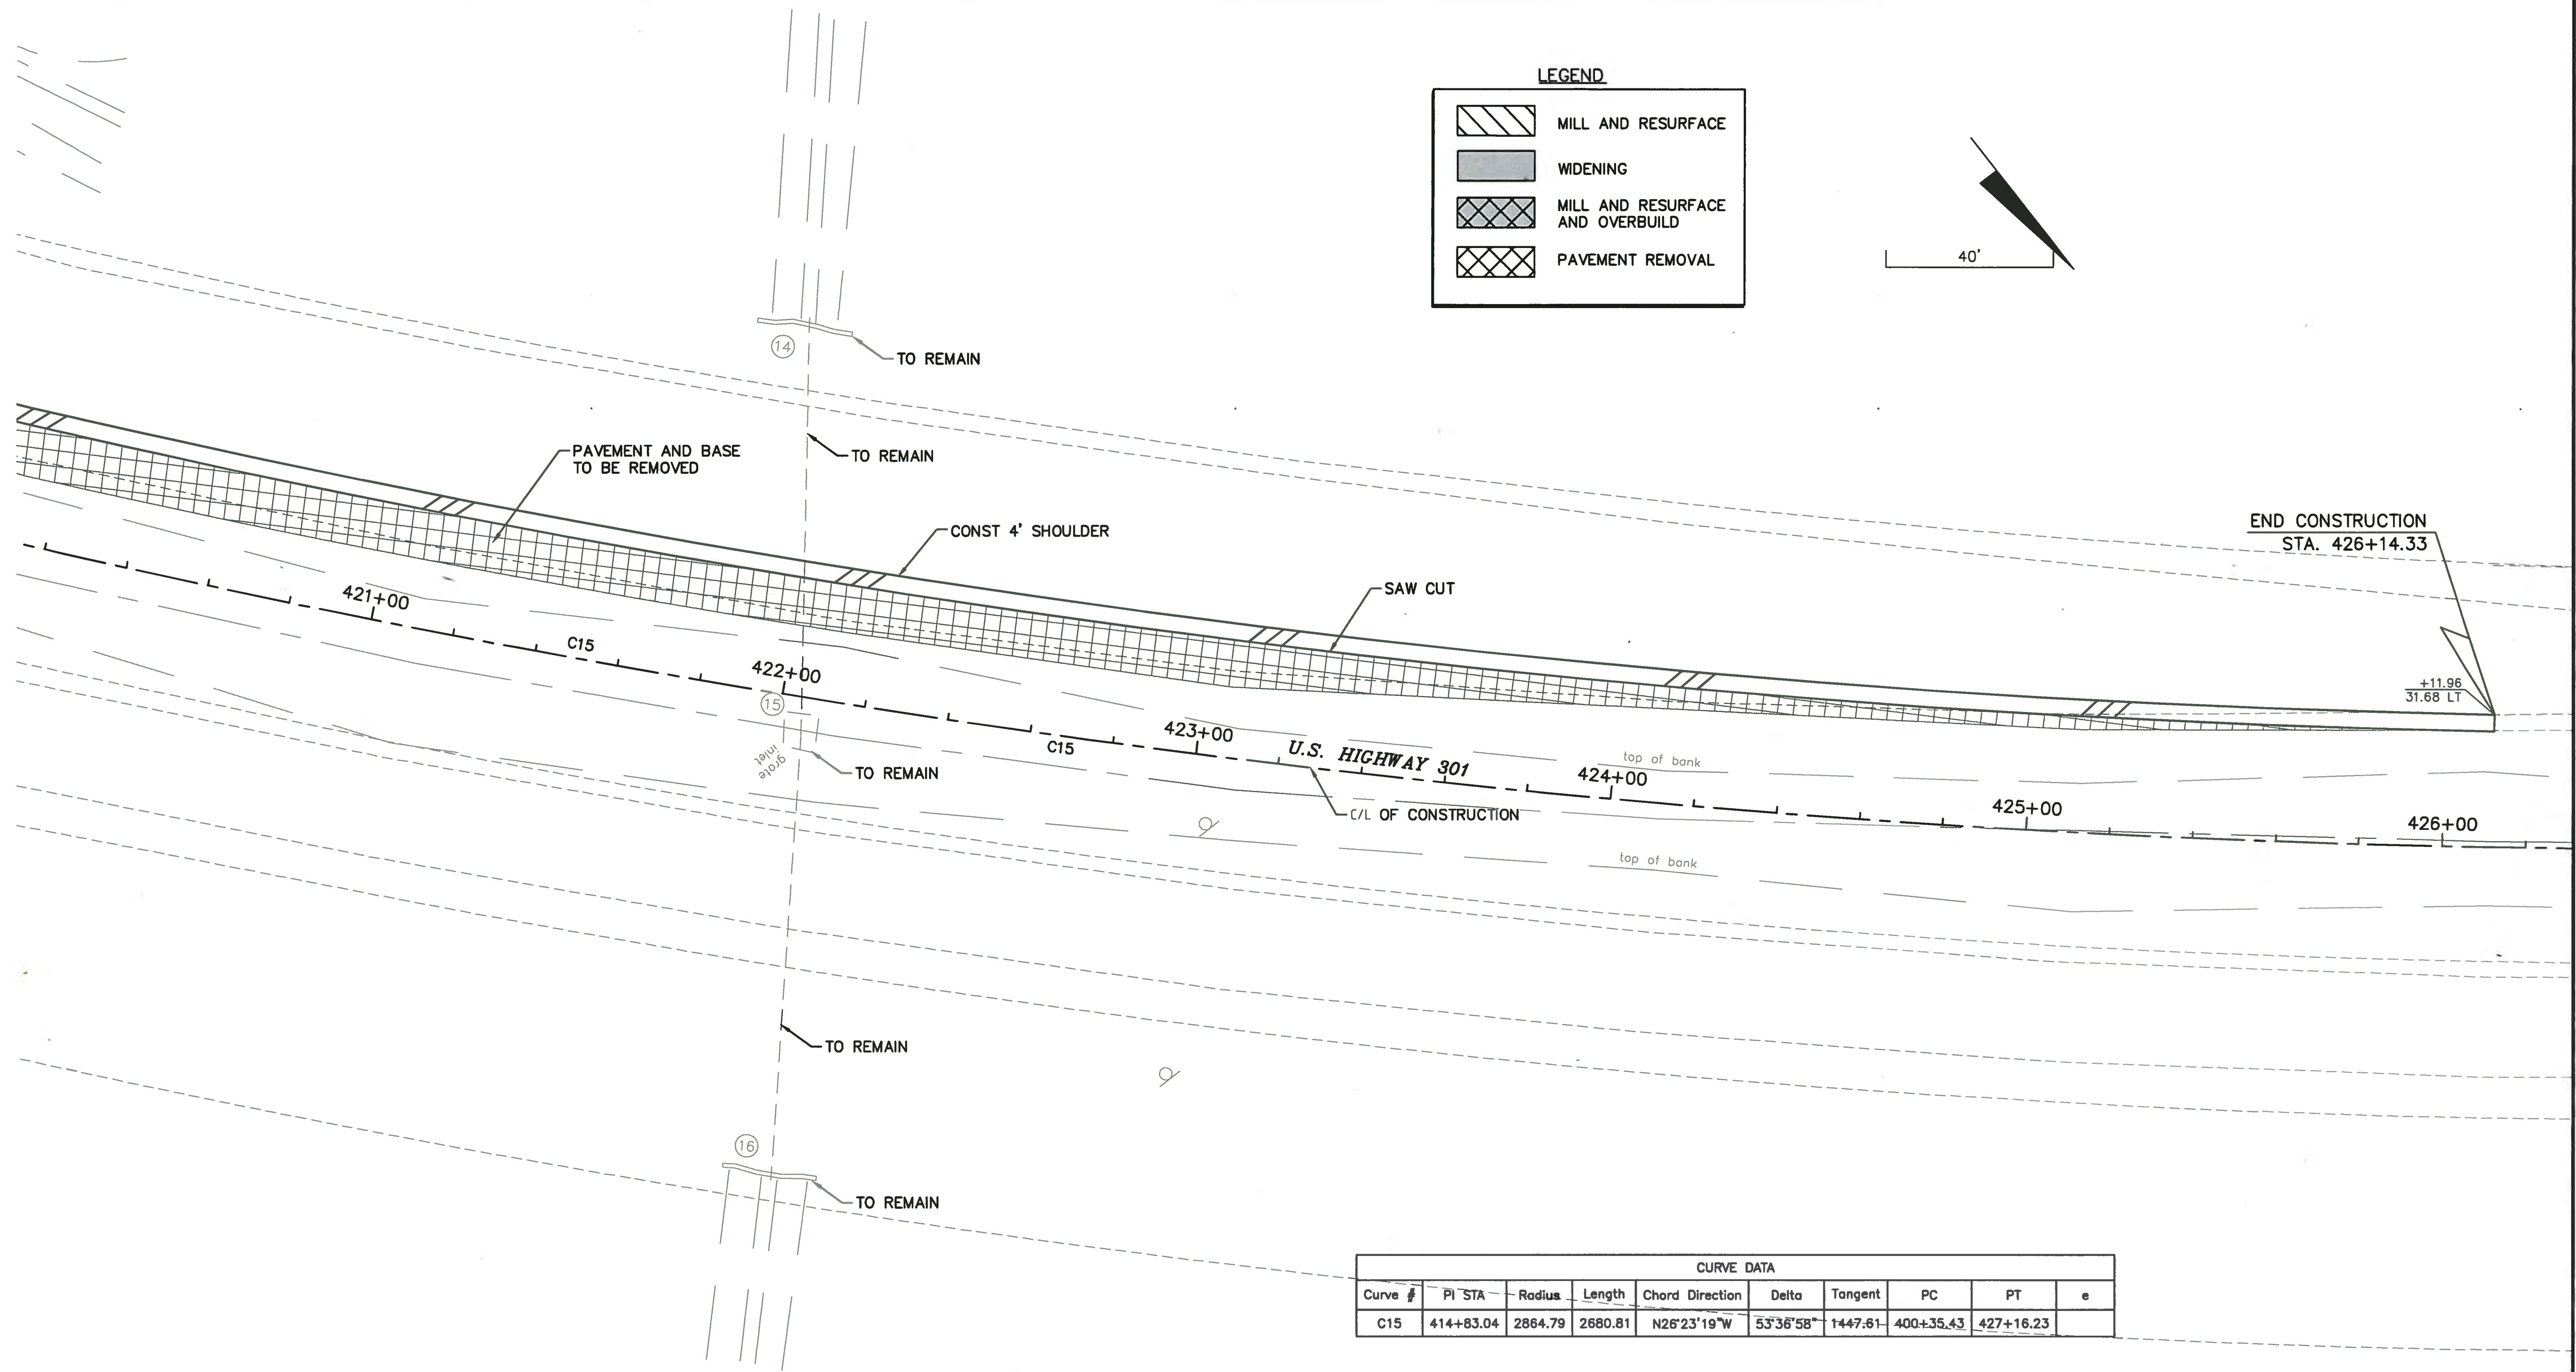 LEGEND
MILL AND RESURFACE
WIDENING
MILL AND RESURFACE
AND OVERBUILD
PAVEMENT REMOVAL
40'
14
TO REMAIN
PAVEMENT AND BASE
TO BE REMOVED
TO REMAIN
CONST 4' SHOULDER
SAW CUT
END CONSTRUCTION
STA. 426+14.33
+11.96
31.68 LT
421+00
C15
422+00
15
grate
inlet
TO REMAIN
423+00
C15
U.S. HIGHWAY 301
C/L OF CONSTRUCTION
424+00
top of bank
425+00
426+00
top of bank
TO REMAIN
16
TO REMAIN
CURVE DATA
Curve # PI STA Radius Length Chord Direction Delta Tangent PC PT e
C15 414+83.04 2864.79 2680.81 N26°23'19"W 53°36'58" 1447.61 400+35.43 427+16.23